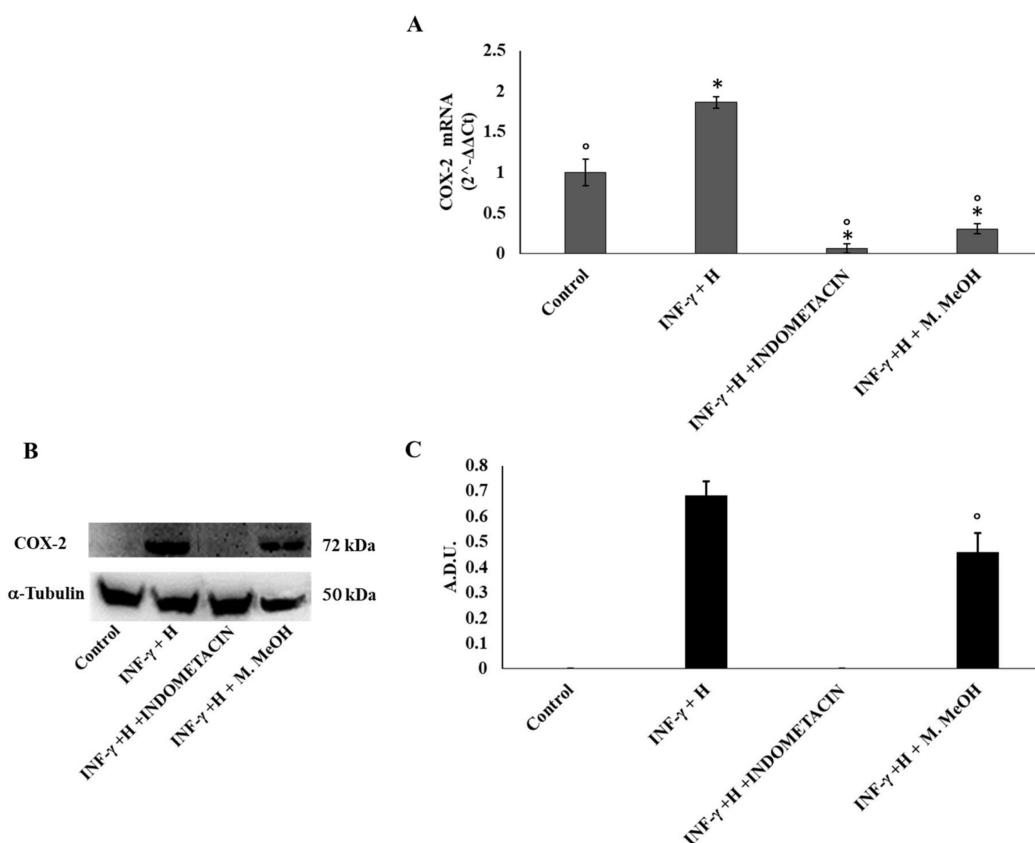 A
COX-2 mRNA
(2^-ΔΔCt)
2.5
2
1.5
1
0.5
0
°
*
°
*
°
*
Control
INF-γ + H
INF-γ +H +INDOMETACIN
INF-γ +H + M. MeOH
B
COX-2
72 kDa
α-Tubulin
50 kDa
Control
INF-γ + H
INF-γ +H +INDOMETACIN
INF-γ +H + M. MeOH
C
A.D.U.
0.8
0.7
0.6
0.5
0.4
0.3
0.2
0.1
0
°
Control
INF-γ + H
INF-γ +H +INDOMETACIN
INF-γ +H + M. MeOH